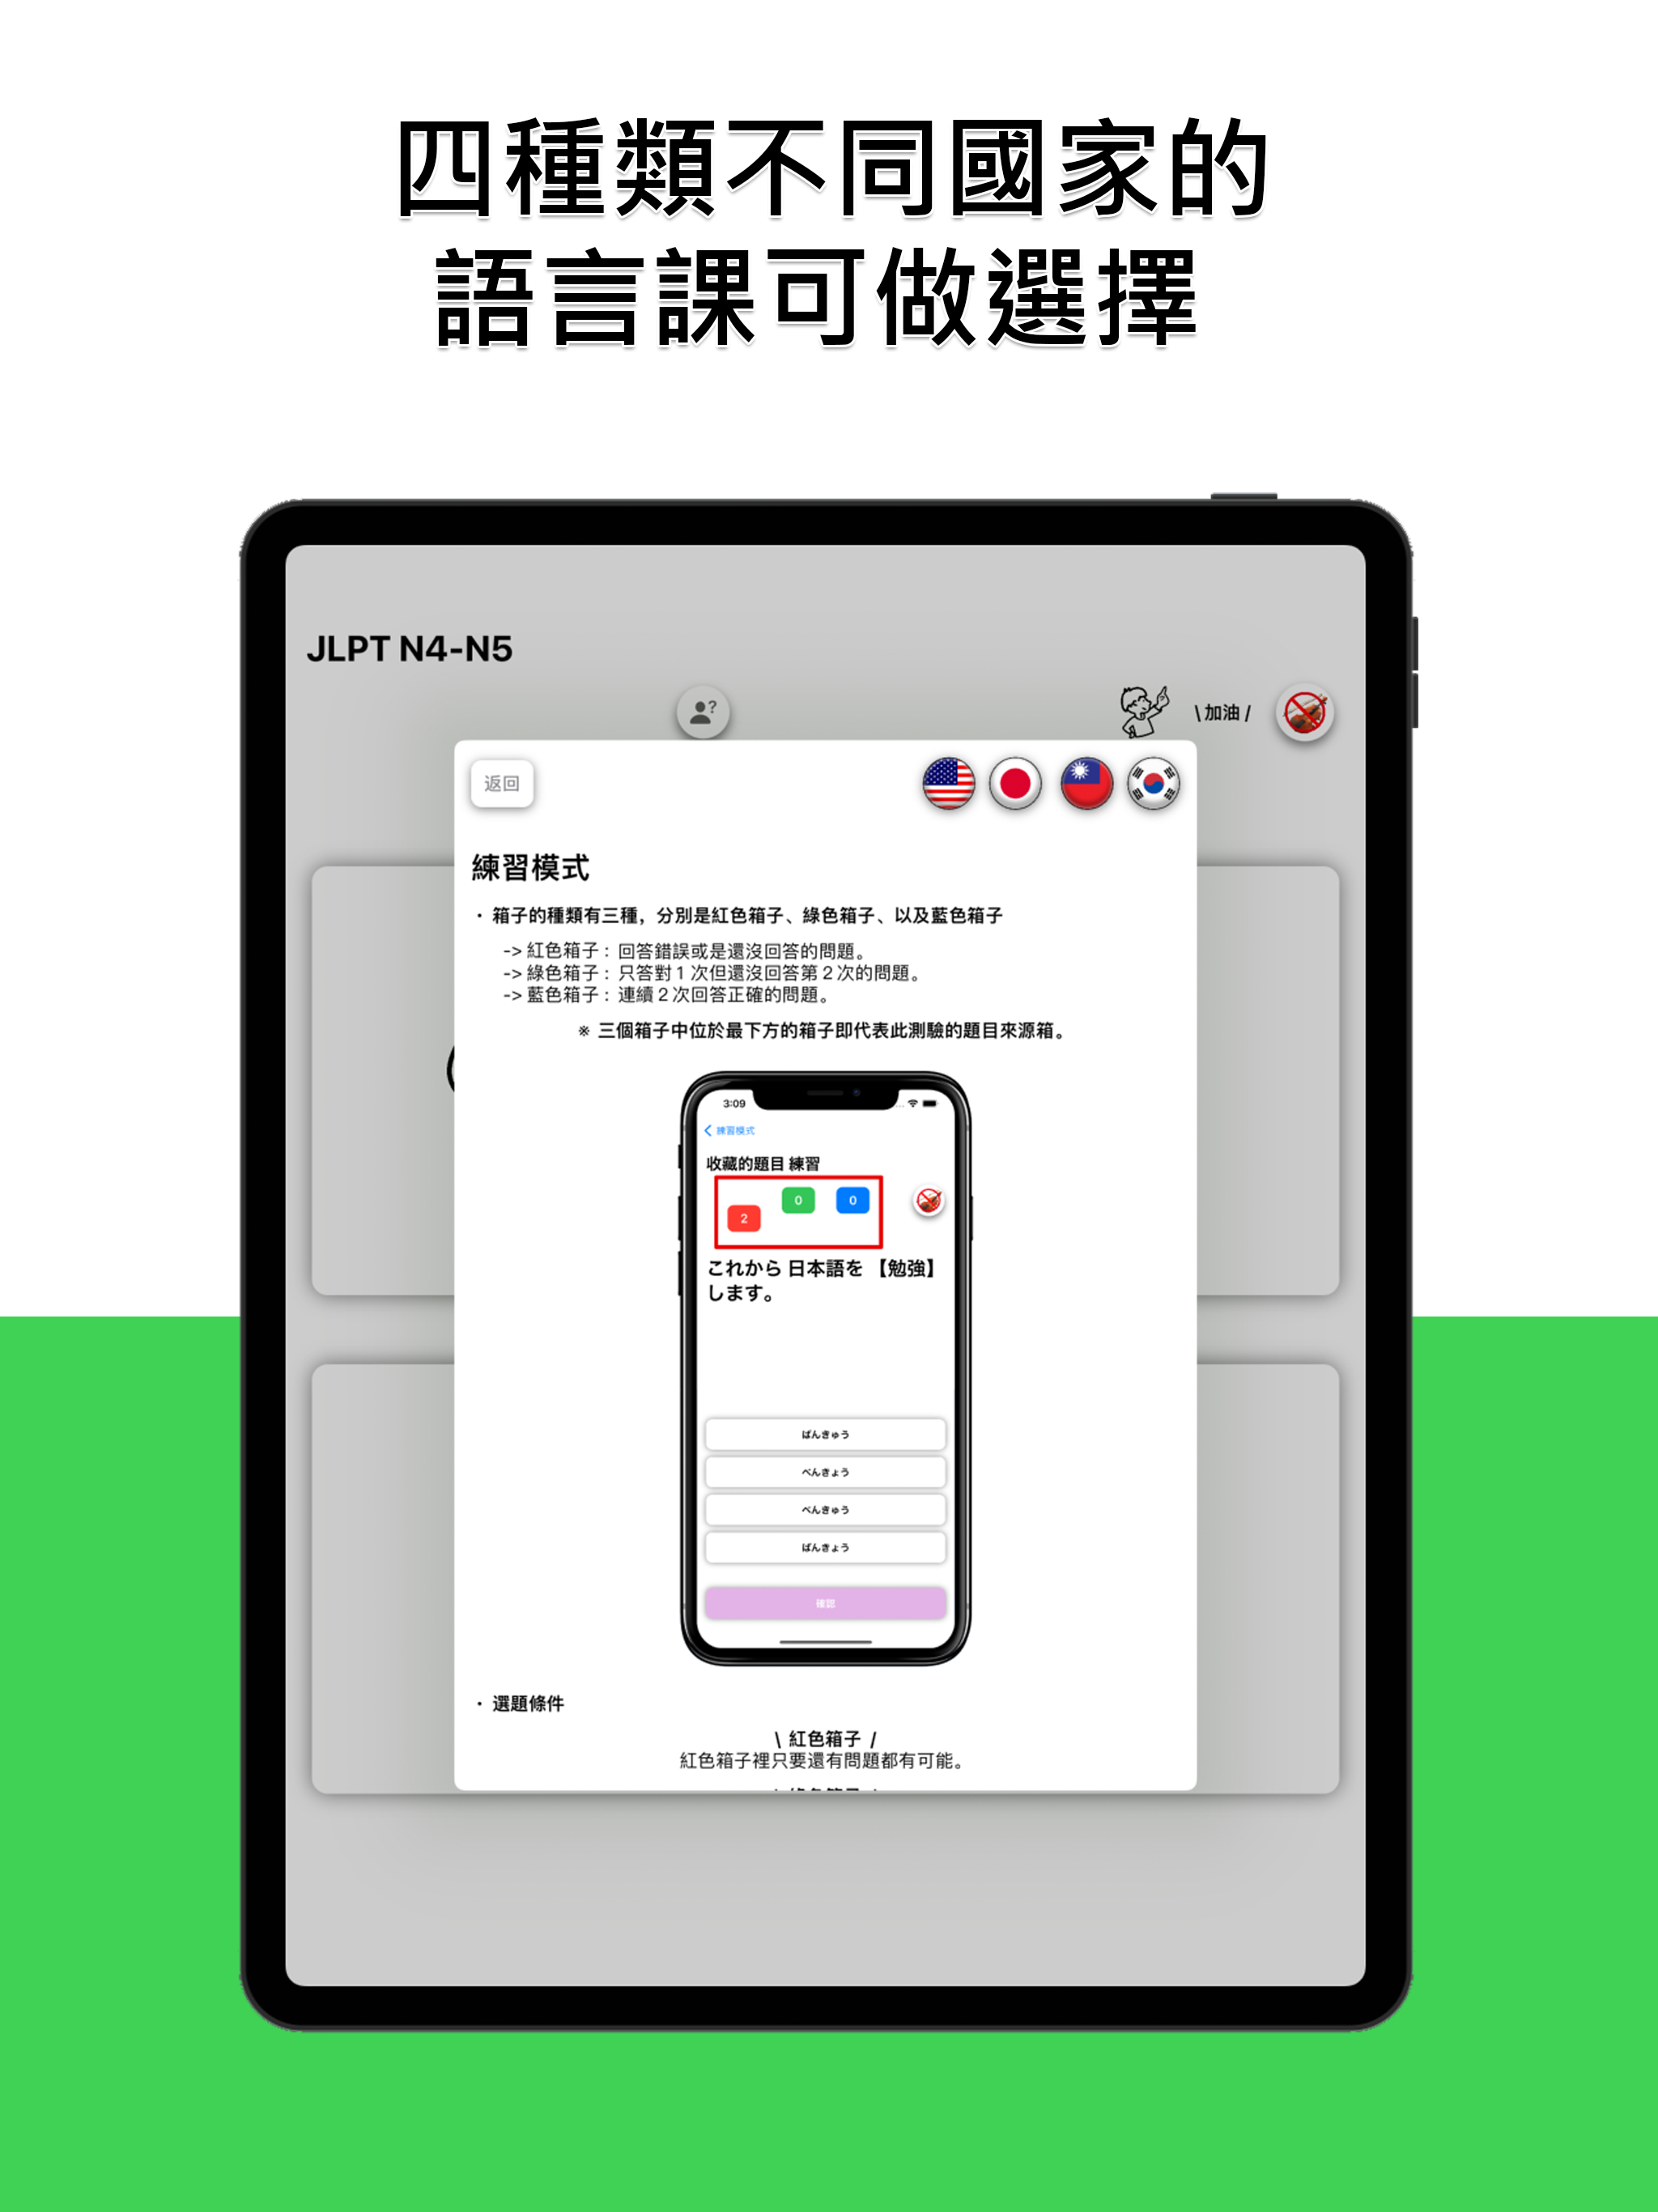 四種類不同國家的
語言課可做選擇
JLPT N4-N5
?
\ 加油 /
返回
練習模式
・ 箱子的種類有三種，分別是紅色箱子、綠色箱子、以及藍色箱子
-> 紅色箱子： 回答錯誤或是還沒回答的問題。
-> 綠色箱子： 只答對 1 次但還沒回答第 2 次的問題。
-> 藍色箱子： 連續 2 次回答正確的問題。
※ 三個箱子中位於最下方的箱子即代表此測驗的題目來源箱。
3:09
練習模式
收藏的題目 練習
0
0
2
これから 日本語を 【勉強】
します。
ばんきゅう
べんきょう
べんきゅう
ばんきょう
確認
・ 選題條件
\ 紅色箱子 /
紅色箱子裡只要還有問題都有可能。